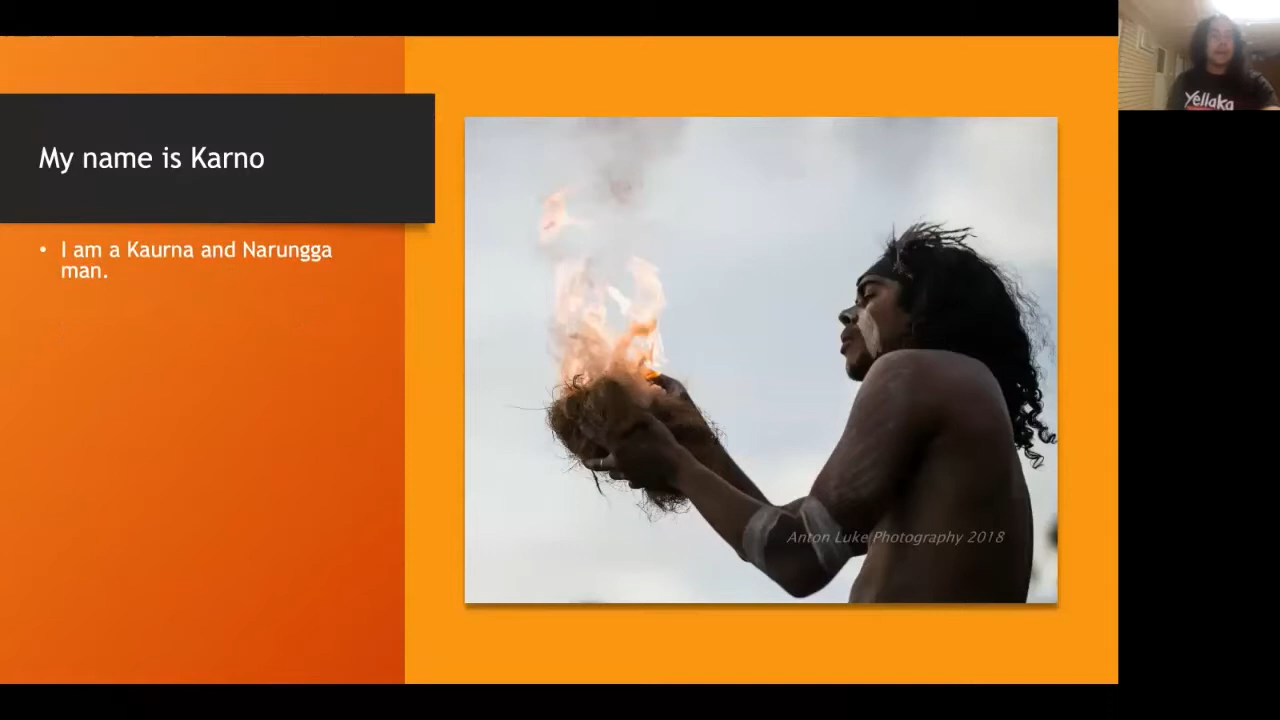 My name is Karno
• I am a Kaurna and Narungga
man.
Anton Luke Photography 2018
Yellaka